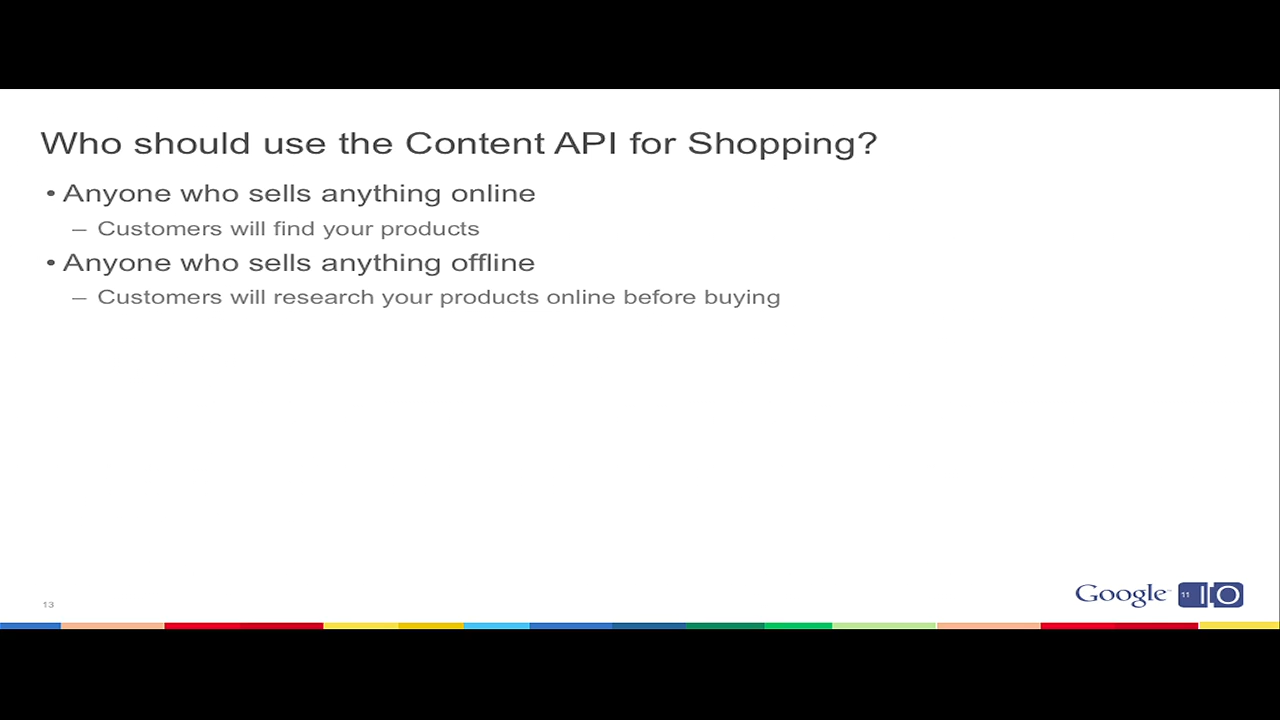 Who should use the Content API for Shopping?
• Anyone who sells anything online
– Customers will find your products
• Anyone who sells anything offline
– Customers will research your products online before buying
13
Google 11 IO